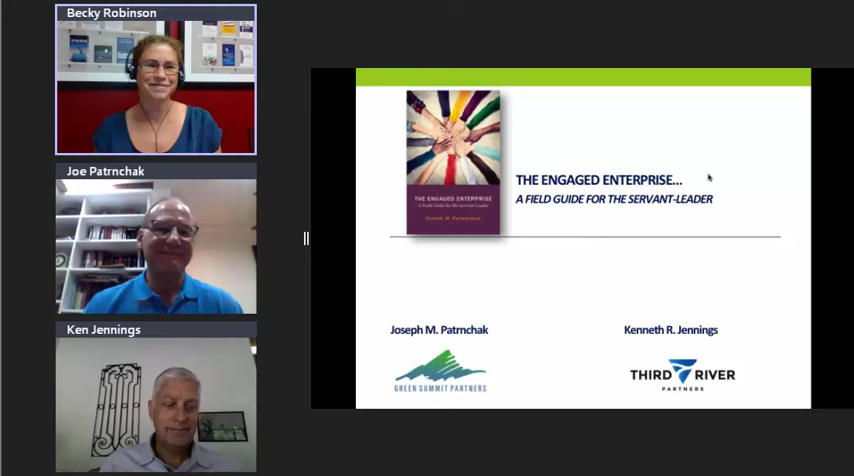 Becky Robinson
Joe Patrnchak
Ken Jennings
THE ENGAGED ENTERPRISE
A Field Guide for the Servant-Leader
JOSEPH M. PATRNCHAK
THE ENGAGED ENTERPRISE...
A FIELD GUIDE FOR THE SERVANT-LEADER
Joseph M. Patrnchak
Kenneth R. Jennings
GREEN SUMMIT PARTNERS
THIRD RIVER
PARTNERS